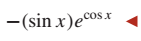 −(sin x)e^{cos x} ◄